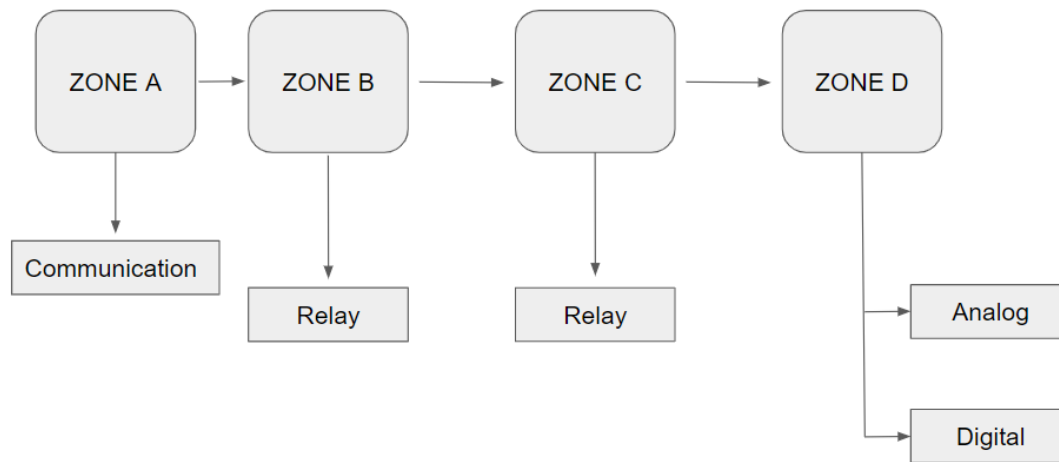 ZONE A
ZONE B
ZONE C
ZONE D
Communication
Relay
Relay
Analog
Digital